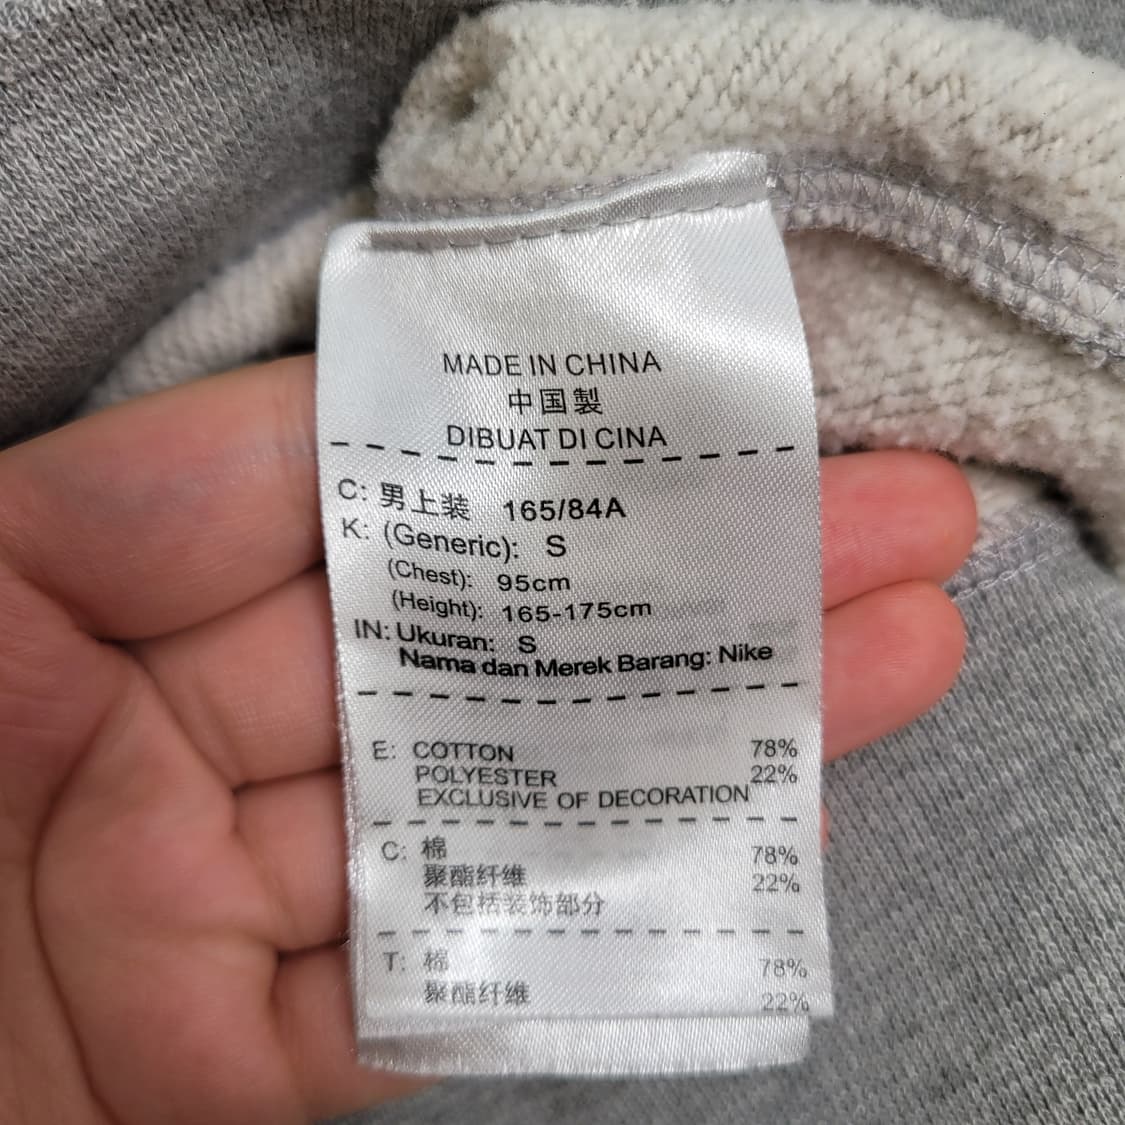 MADE IN CHINA
中国製
DIBUAT DI CINA
C: 男上装 165/84A
K: (Generic): S
(Chest): 95cm
(Height): 165-175cm
IN: Ukuran: S
Nama dan Merek Barang: Nike
E: COTTON 78%
POLYESTER 22%
EXCLUSIVE OF DECORATION
C: 棉 78%
聚酯纤维 22%
不包括装饰部分
T: 棉 78%
聚酯纤维 22%